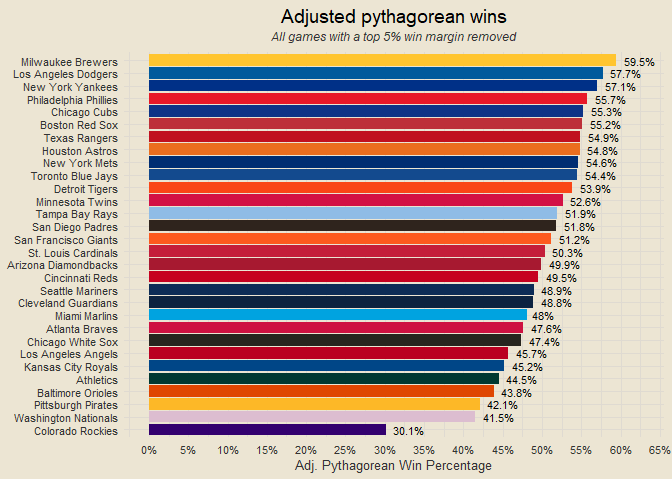 Adjusted pythagorean wins
All games with a top 5% win margin removed
Milwaukee Brewers 59.5%
Los Angeles Dodgers 57.7%
New York Yankees 57.1%
Philadelphia Phillies 55.7%
Chicago Cubs 55.3%
Boston Red Sox 55.2%
Texas Rangers 54.9%
Houston Astros 54.8%
New York Mets 54.6%
Toronto Blue Jays 54.4%
Detroit Tigers 53.9%
Minnesota Twins 52.6%
Tampa Bay Rays 51.9%
San Diego Padres 51.8%
San Francisco Giants 51.2%
St. Louis Cardinals 50.3%
Arizona Diamondbacks 49.9%
Cincinnati Reds 49.5%
Seattle Mariners 48.9%
Cleveland Guardians 48.8%
Miami Marlins 48%
Atlanta Braves 47.6%
Chicago White Sox 47.4%
Los Angeles Angels 45.7%
Kansas City Royals 45.2%
Athletics 44.5%
Baltimore Orioles 43.8%
Pittsburgh Pirates 42.1%
Washington Nationals 41.5%
Colorado Rockies 30.1%
0% 5% 10% 15% 20% 25% 30% 35% 40% 45% 50% 55% 60% 65%
Adj. Pythagorean Win Percentage